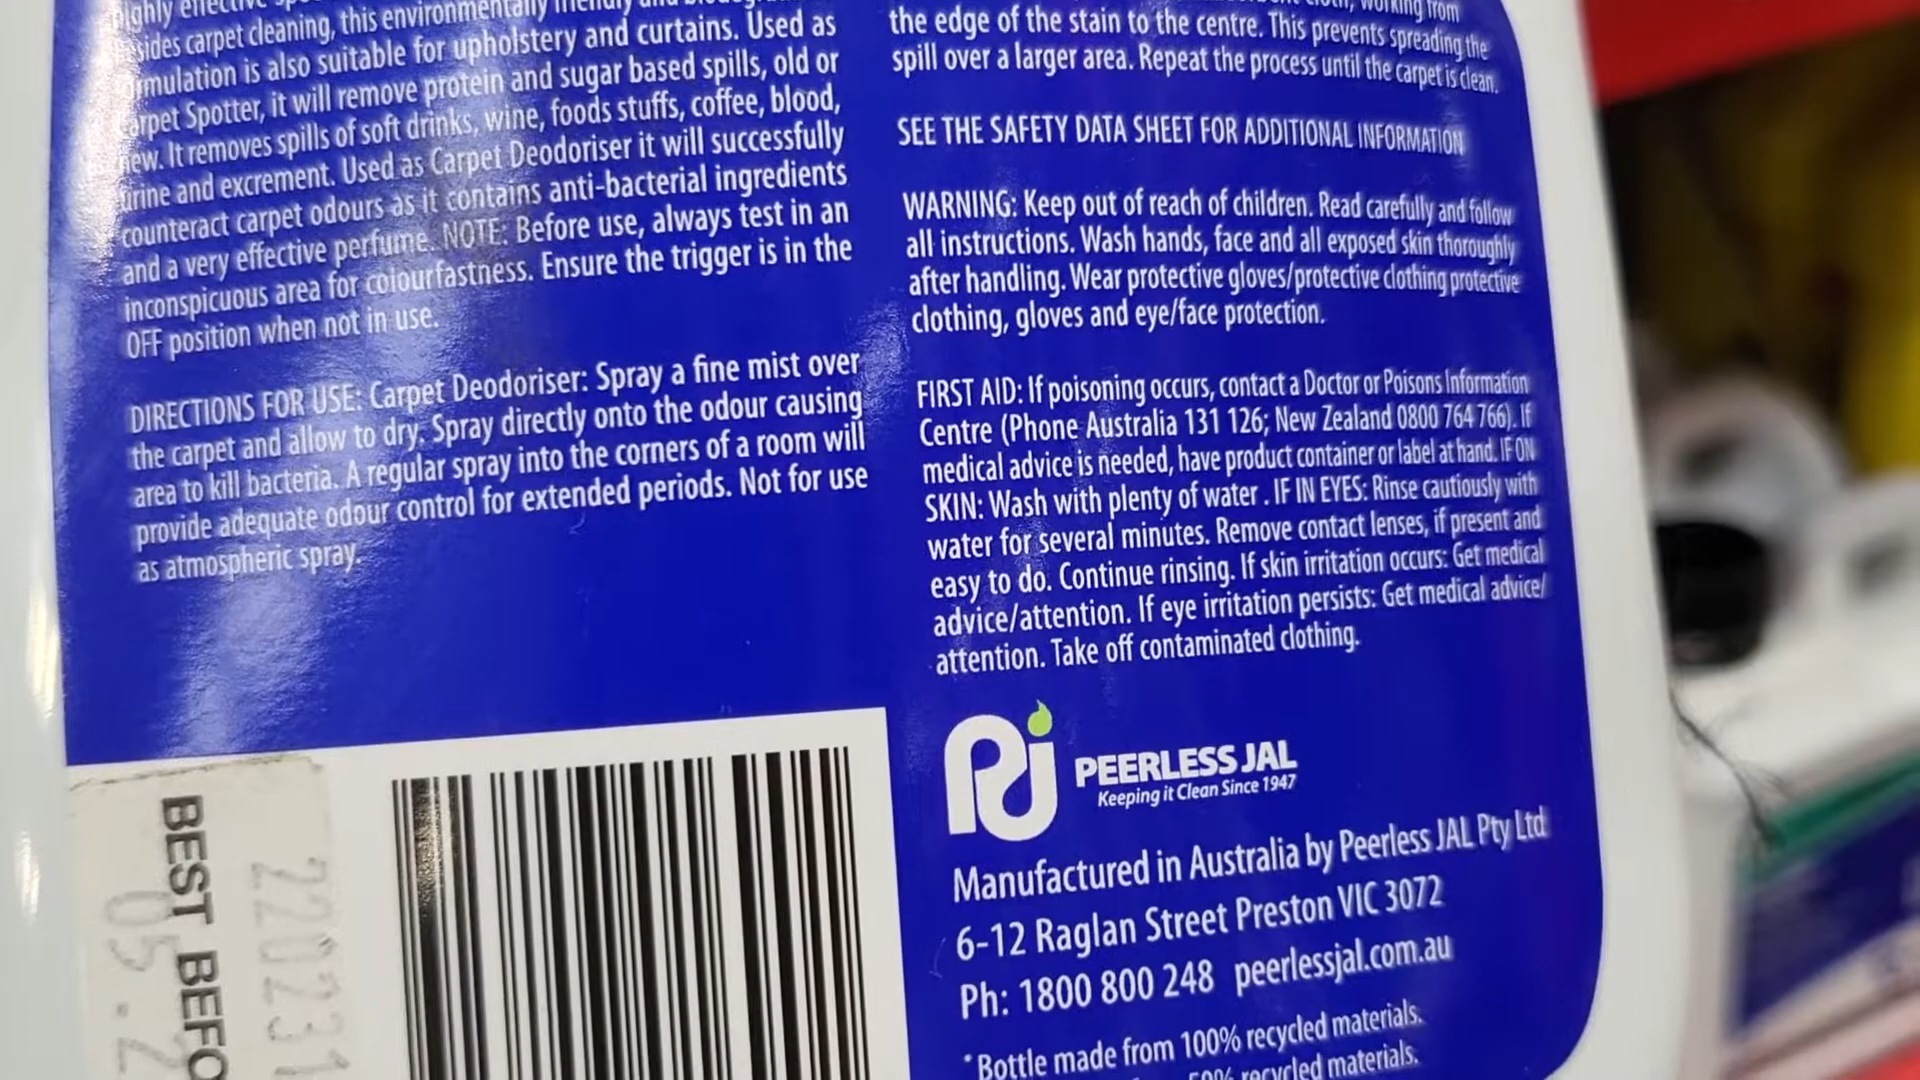 highly effective
sides carpet cleaning, this environmentally friendly and
mulation is also suitable for upholstery and curtains. Used as
arpet Spotter, it will remove protein and sugar based spills, old or
new. It removes spills of soft drinks, wine, foods stuffs, coffee, blood,
urine and excrement. Used as Carpet Deodoriser it will successfully
counteract carpet odours as it contains anti-bacterial ingredients
and a very effective perfume. NOTE: Before use, always test in an
inconspicuous area for colourfastness. Ensure the trigger is in the
OFF position when not in use.
DIRECTIONS FOR USE: Carpet Deodoriser: Spray a fine mist over
the carpet and allow to dry. Spray directly onto the odour causing
area to kill bacteria. A regular spray into the corners of a room will
provide adequate odour control for extended periods. Not for use
as atmospheric spray.
BEST BEFO
05.2
220231
cloth, working from
the edge of the stain to the centre. This prevents spreading the
spill over a larger area. Repeat the process until the carpet is clean.
SEE THE SAFETY DATA SHEET FOR ADDITIONAL INFORMATION
WARNING: Keep out of reach of children. Read carefully and follow
all instructions. Wash hands, face and all exposed skin thoroughly
after handling. Wear protective gloves/protective clothing protective
clothing, gloves and eye/face protection.
FIRST AID: If poisoning occurs, contact a Doctor or Poisons Information
Centre (Phone Australia 131 126; New Zealand 0800 764 766). If
medical advice is needed, have product container or label at hand. IF ON
SKIN: Wash with plenty of water . IF IN EYES: Rinse cautiously with
water for several minutes. Remove contact lenses, if present and
easy to do. Continue rinsing. If skin irritation occurs: Get medical
advice/attention. If eye irritation persists: Get medical advice/
attention. Take off contaminated clothing.
PJ PEERLESS JAL
Keeping it Clean Since 1947
Manufactured in Australia by Peerless JAL Pty Ltd
6-12 Raglan Street Preston VIC 3072
Ph: 1800 800 248 peerlessjal.com.au
*Bottle made from 100% recycled materials.
50% recycled materials.